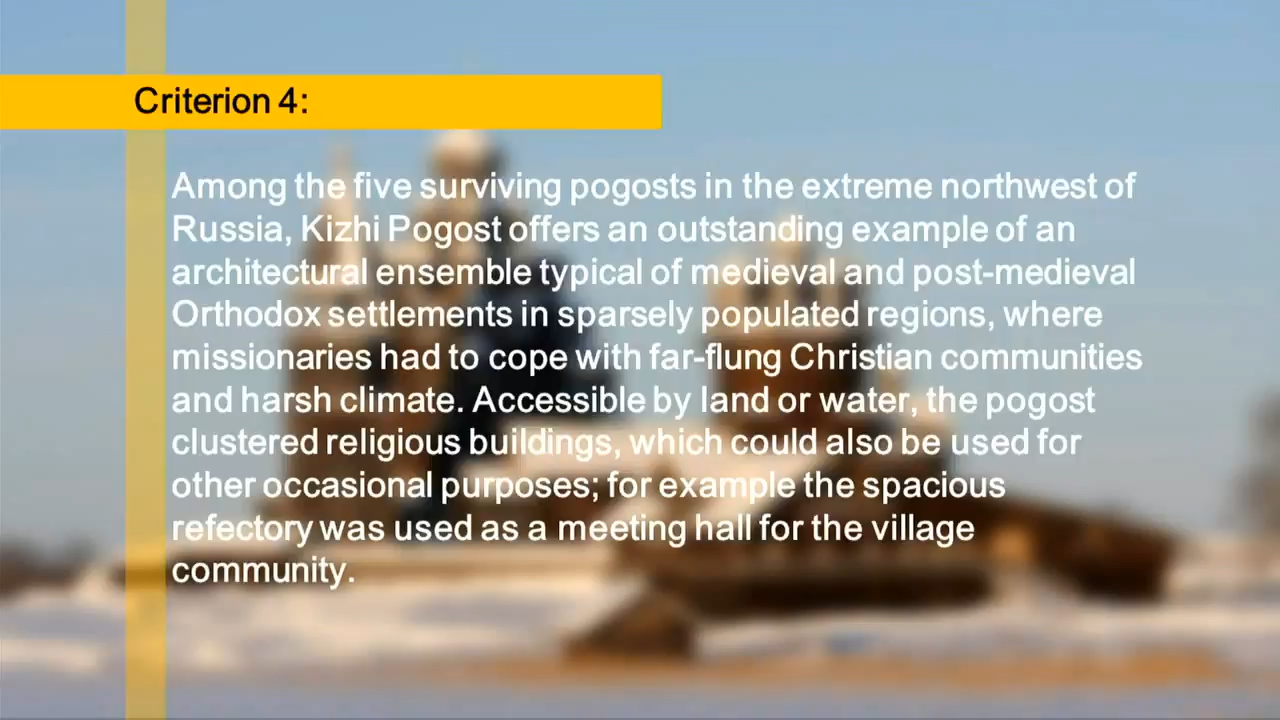 Criterion 4:
Among the five surviving pogosts in the extreme northwest of
Russia, Kizhi Pogost offers an outstanding example of an
architectural ensemble typical of medieval and post-medieval
Orthodox settlements in sparsely populated regions, where
missionaries had to cope with far-flung Christian communities
and harsh climate. Accessible by land or water, the pogost
clustered religious buildings, which could also be used for
other occasional purposes; for example the spacious
refectory was used as a meeting hall for the village
community.